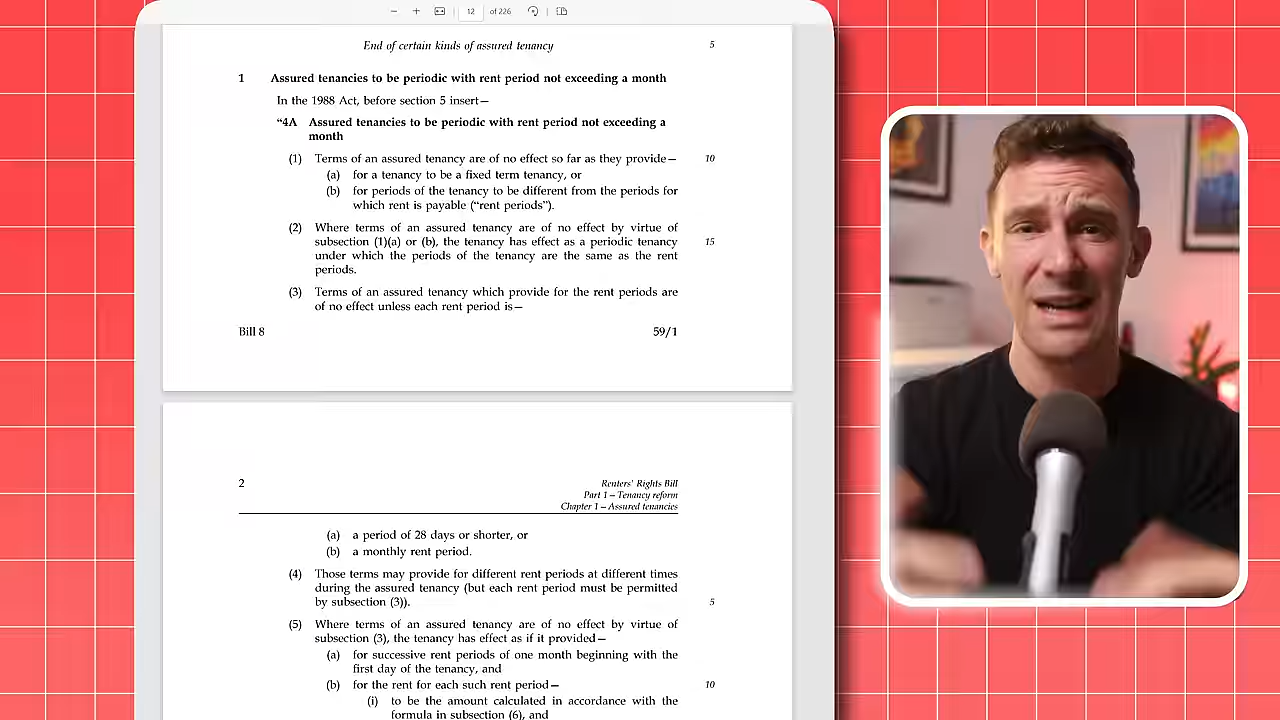 12 of 226
End of certain kinds of assured tenancy 5
1 Assured tenancies to be periodic with rent period not exceeding a month
In the 1988 Act, before section 5 insert—
“4A Assured tenancies to be periodic with rent period not exceeding a
month
(1) Terms of an assured tenancy are of no effect so far as they provide— 10
(a) for a tenancy to be a fixed term tenancy, or
(b) for periods of the tenancy to be different from the periods for
which rent is payable (“rent periods”).
(2) Where terms of an assured tenancy are of no effect by virtue of
subsection (1)(a) or (b), the tenancy has effect as a periodic tenancy 15
under which the periods of the tenancy are the same as the rent
periods.
(3) Terms of an assured tenancy which provide for the rent periods are
of no effect unless each rent period is—
Bill 8 59/1
2 Renters' Rights Bill
Part 1—Tenancy reform
Chapter 1—Assured tenancies
(a) a period of 28 days or shorter, or
(b) a monthly rent period.
(4) Those terms may provide for different rent periods at different times
during the assured tenancy (but each rent period must be permitted
by subsection (3)). 5
(5) Where terms of an assured tenancy are of no effect by virtue of
subsection (3), the tenancy has effect as if it provided—
(a) for successive rent periods of one month beginning with the
first day of the tenancy, and
(b) for the rent for each such rent period— 10
(i) to be the amount calculated in accordance with the
formula in subsection (6), and